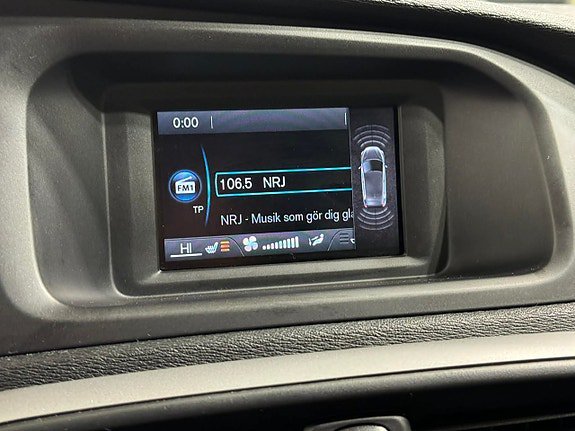 0:00
FM1
106.5 NRJ
TP
NRJ - Musik som gör dig gla
HI